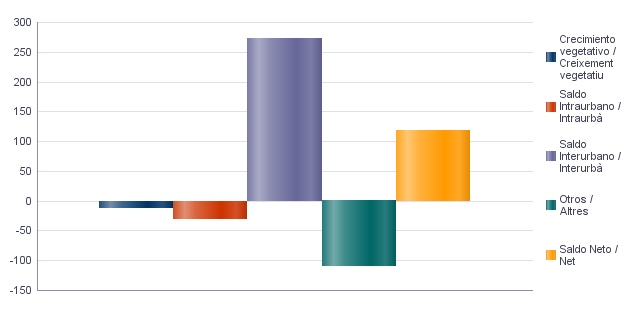 300
250
200
150
100
50
0
-50
-100
-150
Crecimiento
vegetativo /
Creixement
vegetatiu
Saldo
Intraurbano /
Intraurbà
Saldo
Interurbano /
Interurbà
Otros /
Altres
Saldo Neto /
Net